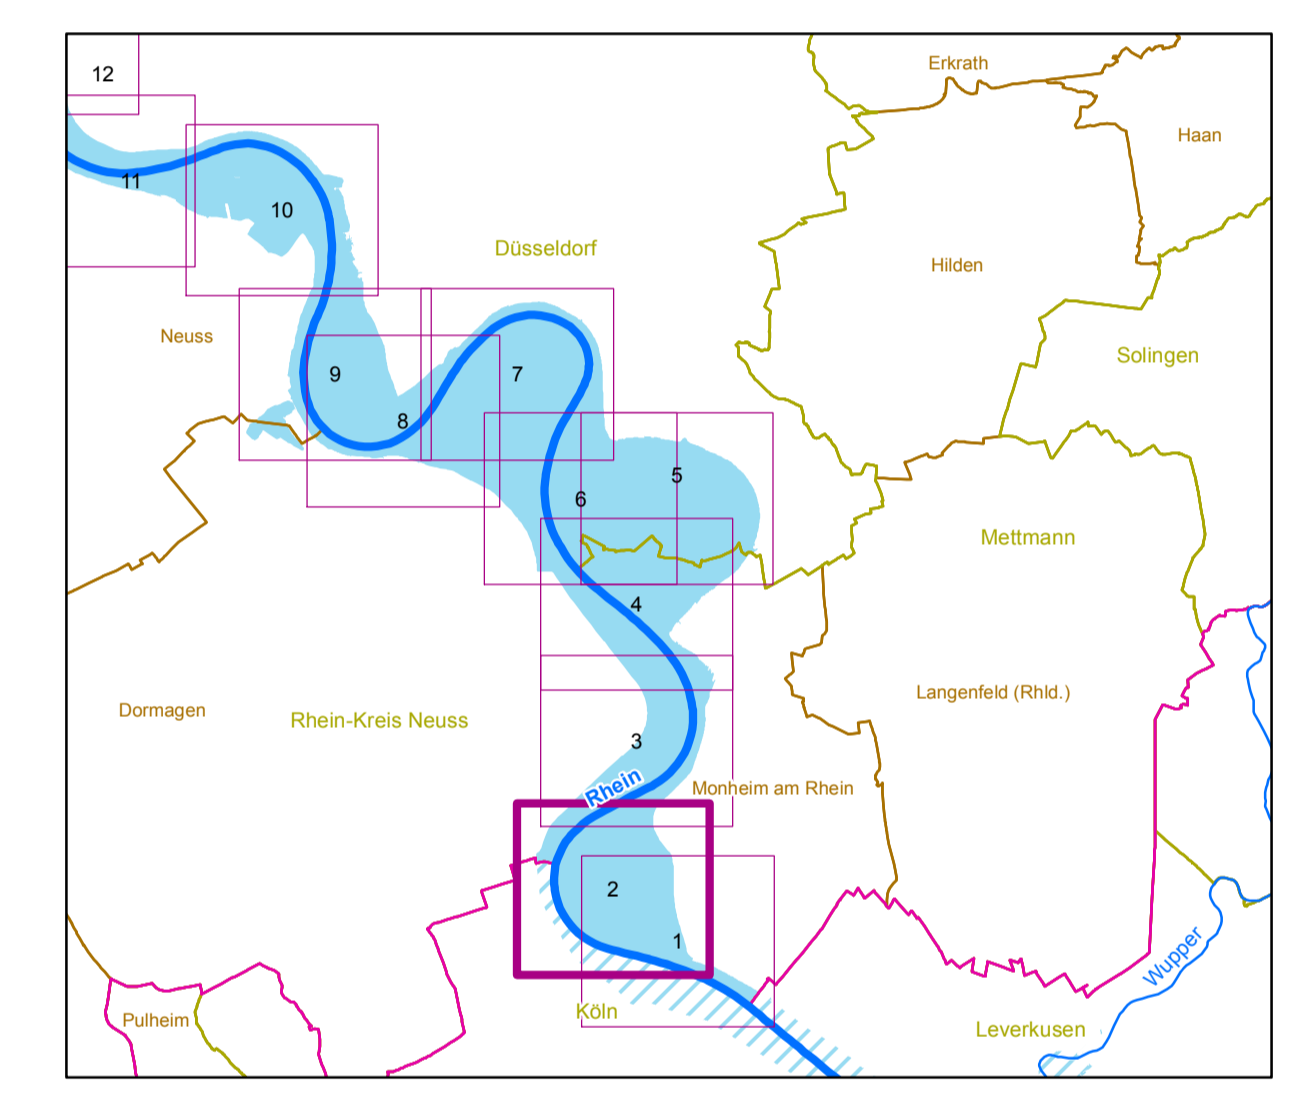 Erkrath
12
Haan
11
10
Düsseldorf
Hilden
Neuss
Solingen
9
7
8
5
6
Mettmann
4
Langenfeld (Rhld.)
Dormagen
Rhein-Kreis Neuss
3
Rhein
Monheim am Rhein
2
1
Wupper
Köln
Pulheim
Leverkusen